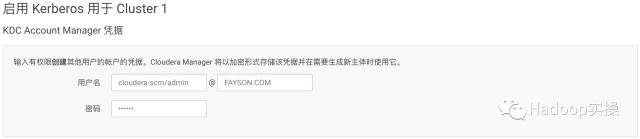 启用 Kerberos 用于 Cluster 1
KDC Account Manager 凭据
输入有权限创建其他用户的帐户的凭据。Cloudera Manager 将以加密形式存储该凭据并在需要生成新主体时使用它。
用户名 cloudera-scm/admin @ FAYSON.COM
密码 ••••••
Hadoop实操